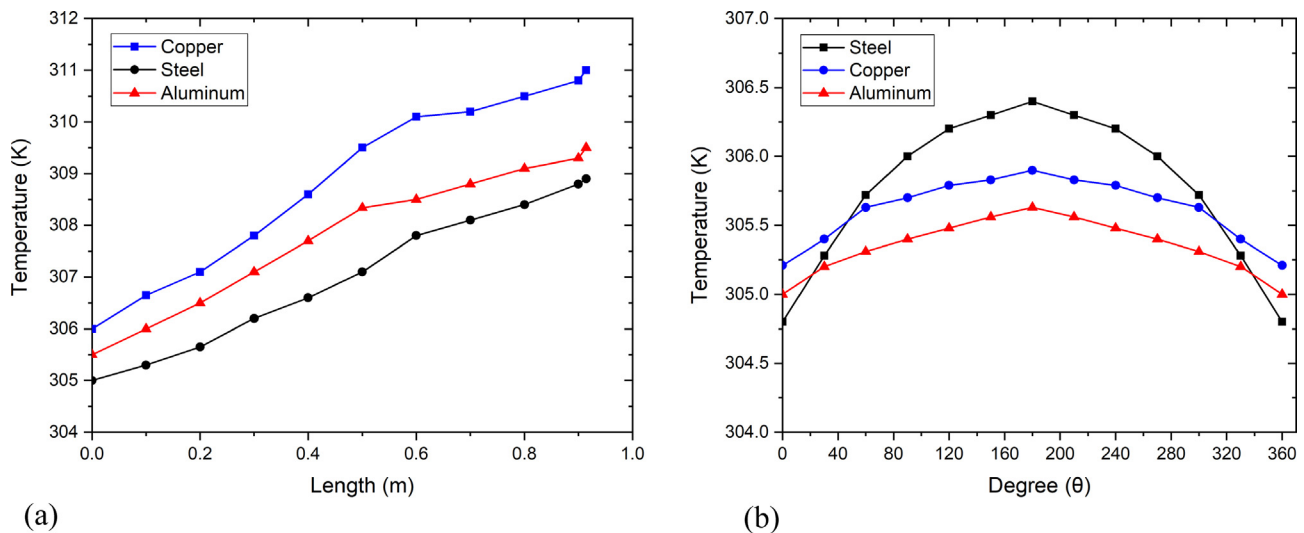 312
311
310
309
308
307
306
305
304
Temperature (K)
Copper
Steel
Aluminum
0.0
0.2
0.4
0.6
0.8
1.0
Length (m)
(a)
307.0
306.5
306.0
305.5
305.0
304.5
304.0
Temperature (K)
Steel
Copper
Aluminum
0
40
80
120
160
200
240
280
320
360
Degree (θ)
(b)